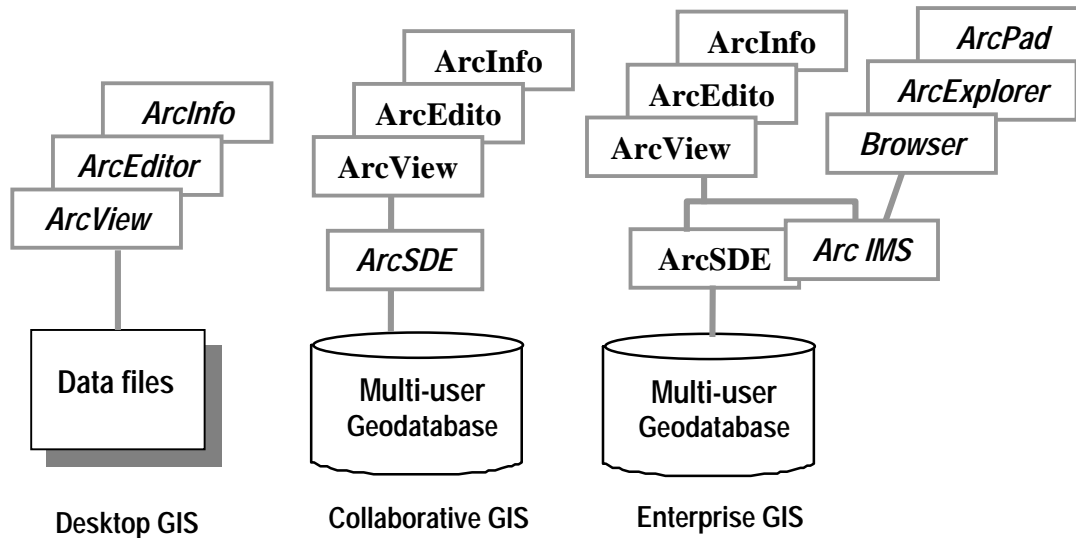 ArcInfo
ArcEditor
ArcView
Data files
Desktop GIS
ArcInfo
ArcEdito
ArcView
ArcSDE
Multi-user
Geodatabase
Collaborative GIS
ArcInfo
ArcEdito
ArcView
ArcPad
ArcExplorer
Browser
ArcSDE
Arc IMS
Multi-user
Geodatabase
Enterprise GIS